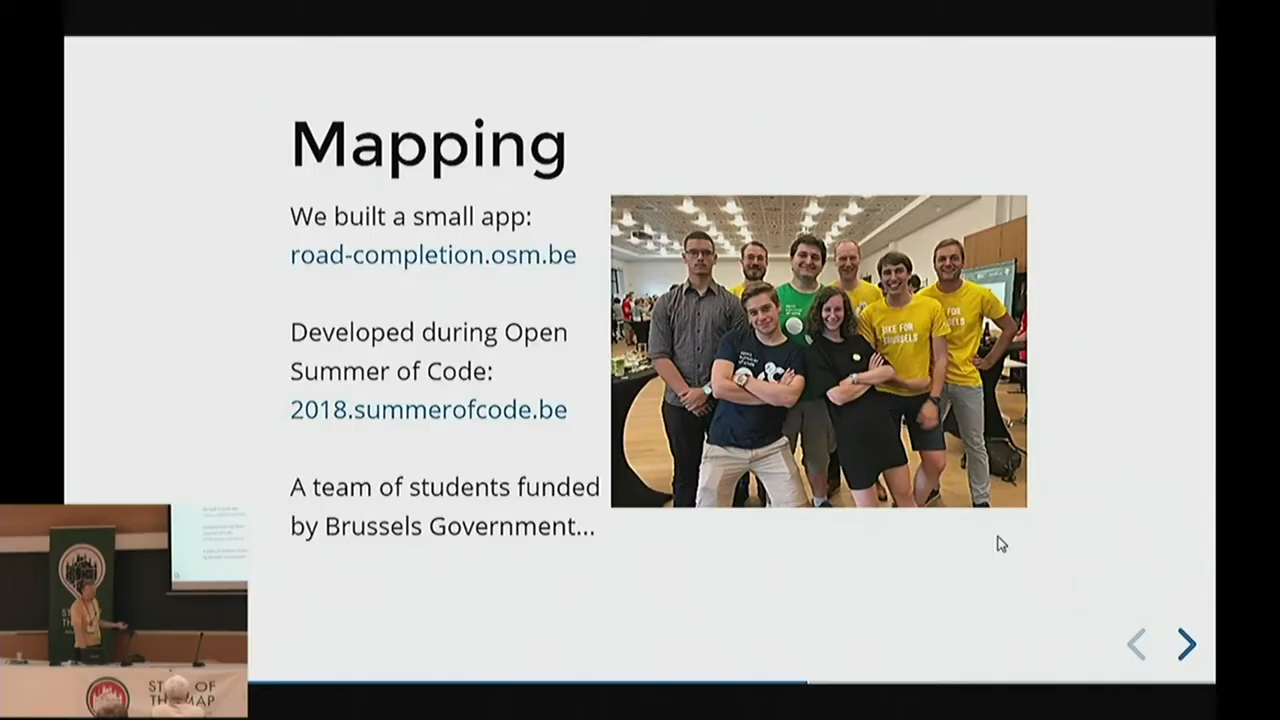 Mapping
We built a small app:
road-completion.osm.be
Developed during Open
Summer of Code:
2018.summerofcode.be
A team of students funded
by Brussels Government...
BIKE FOR
BRUSSELS
FOR
STATE OF
THE MAP